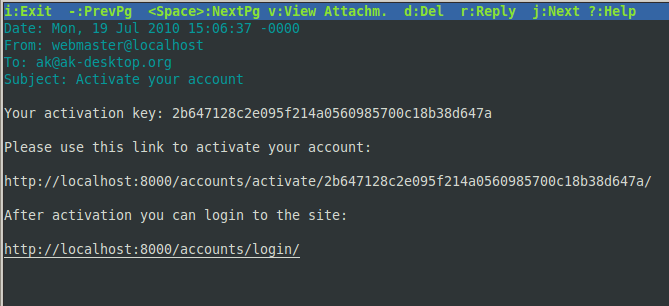 i:Exit -:PrevPg <Space>:NextPg v:View Attachm. d:Del r:Reply j:Next ?:Help
Date: Mon, 19 Jul 2010 15:06:37 -0000
From: webmaster@localhost
To: ak@ak-desktop.org
Subject: Activate your account
Your activation key: 2b647128c2e095f214a0560985700c18b38d647a
Please use this link to activate your account:
http://localhost:8000/accounts/activate/2b647128c2e095f214a0560985700c18b38d647a/
After activation you can login to the site:
http://localhost:8000/accounts/login/